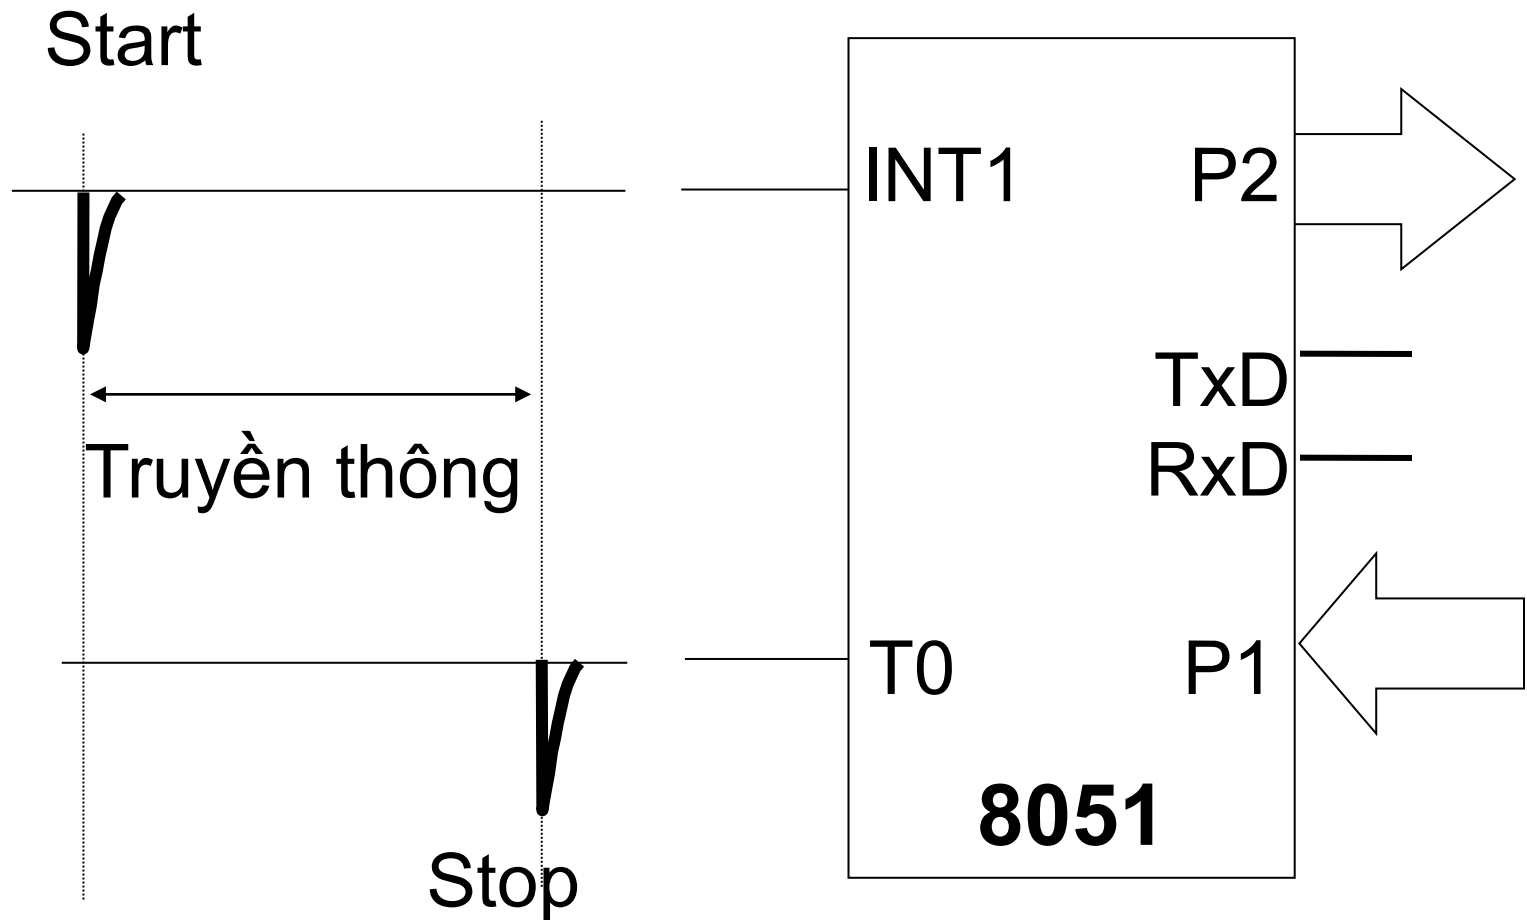 Start
INT1
P2
TxD
Truyền thông
RxD
T0
P1
8051
Stop